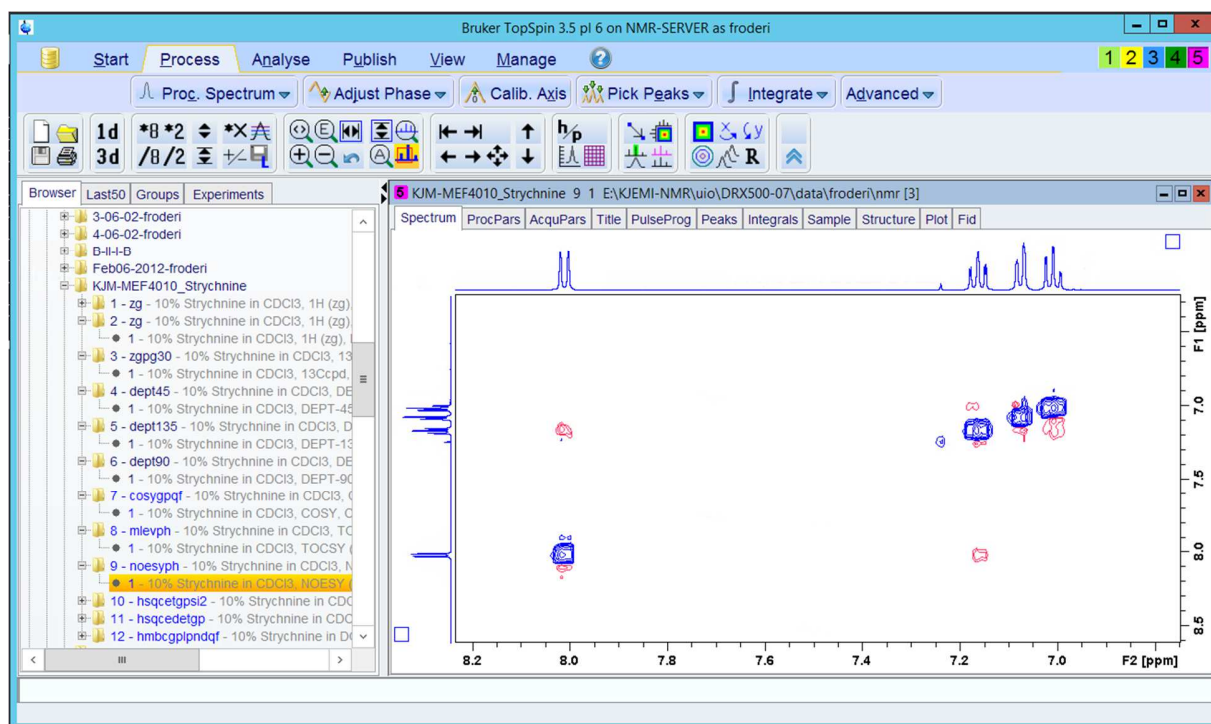 Bruker TopSpin 3.5 pl 6 on NMR-SERVER as froderi
Start Process Analyse Publish View Manage
1 2 3 4 5
Proc. Spectrum Adjust Phase Calib. Axis Pick Peaks Integrate Advanced
1d *8 *2 h/p
3d /8 /2 R
Browser Last50 Groups Experiments
3-06-02-froderi
4-06-02-froderi
B-II-I-B
Feb06-2012-froderi
KJM-MEF4010_Strychnine
1 - zg - 10% Strychnine in CDCl3, 1H (zg),
2 - zg - 10% Strychnine in CDCl3, 1H (zg),
1 - 10% Strychnine in CDCl3, 1H (zg),
3 - zgpg30 - 10% Strychnine in CDCl3, 13
1 - 10% Strychnine in CDCl3, 13Ccpd,
4 - dept45 - 10% Strychnine in CDCl3, DE
1 - 10% Strychnine in CDCl3, DEPT-45
5 - dept135 - 10% Strychnine in CDCl3, D
1 - 10% Strychnine in CDCl3, DEPT-13
6 - dept90 - 10% Strychnine in CDCl3, DE
1 - 10% Strychnine in CDCl3, DEPT-90
7 - cosygpqf - 10% Strychnine in CDCl3,
1 - 10% Strychnine in CDCl3, COSY,
8 - mlevph - 10% Strychnine in CDCl3, TC
1 - 10% Strychnine in CDCl3, TOCSY (
9 - noesyph - 10% Strychnine in CDCl3, N
1 - 10% Strychnine in CDCl3, NOESY (
10 - hsqcetgpsi2 - 10% Strychnine in CDC
11 - hsqcedetgp - 10% Strychnine in CDC
12 - hmbcgplpndqf - 10% Strychnine in
5 KJM-MEF4010_Strychnine 9 1 E:\KJEMI-NMR\uio\DRX500-07\data\froderi\nmr [3]
Spectrum ProcPars AcquPars Title PulseProg Peaks Integrals Sample Structure Plot Fid
F1 [ppm]
7.0
7.5
8.0
8.5
8.2 8.0 7.8 7.6 7.4 7.2 7.0 F2 [ppm]